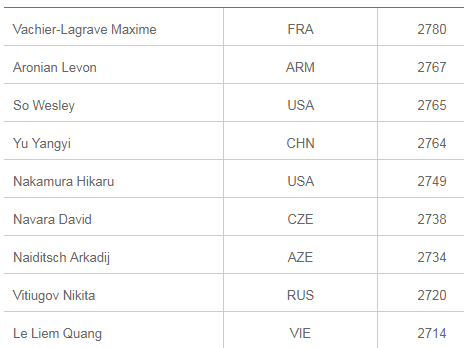 Vachier-Lagrave Maxime FRA 2780
Aronian Levon ARM 2767
So Wesley USA 2765
Yu Yangyi CHN 2764
Nakamura Hikaru USA 2749
Navara David CZE 2738
Naiditsch Arkadij AZE 2734
Vitiugov Nikita RUS 2720
Le Liem Quang VIE 2714